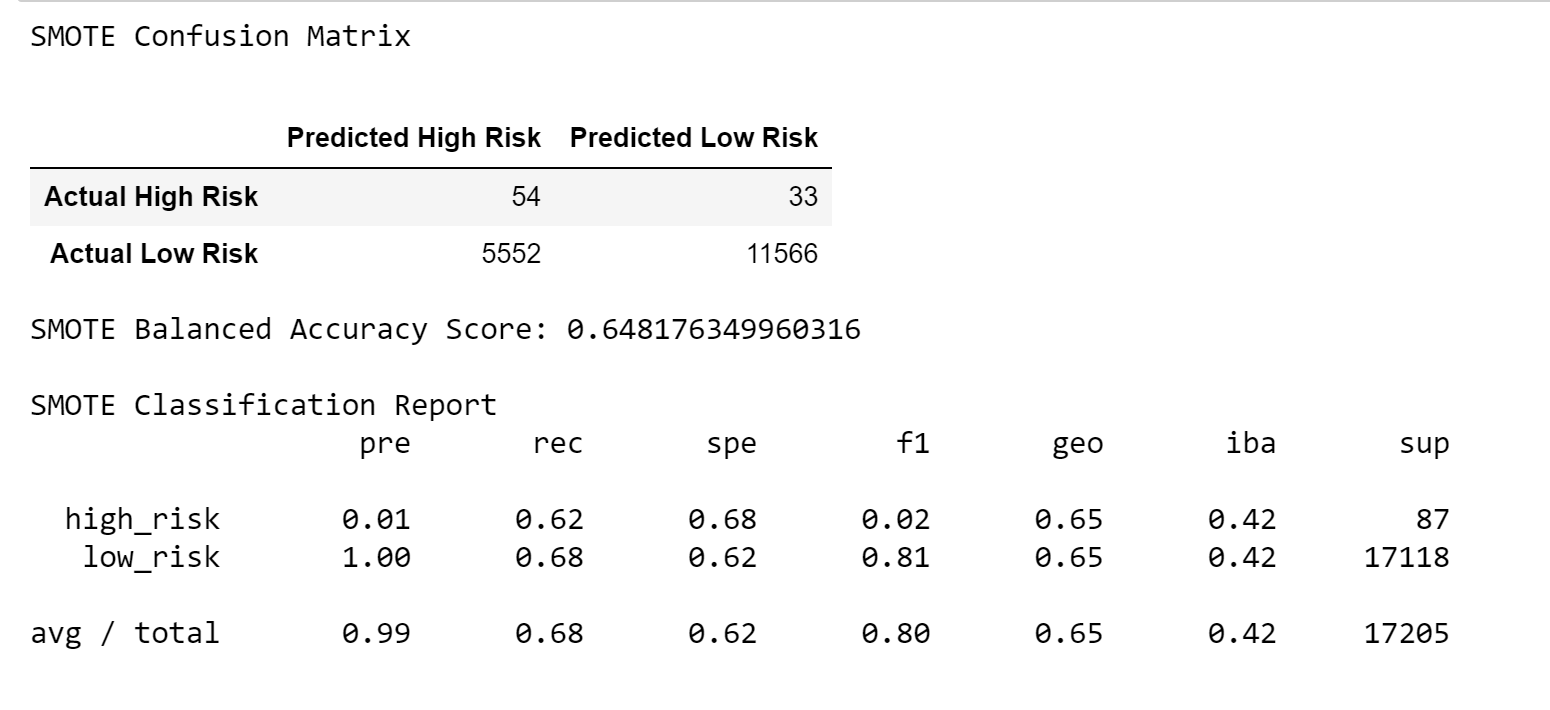 SMOTE Confusion Matrix
Predicted High Risk Predicted Low Risk
Actual High Risk 54 33
Actual Low Risk 5552 11566
SMOTE Balanced Accuracy Score: 0.648176349960316
SMOTE Classification Report
pre rec spe f1 geo iba sup
high_risk 0.01 0.62 0.68 0.02 0.65 0.42 87
low_risk 1.00 0.68 0.62 0.81 0.65 0.42 17118
avg / total 0.99 0.68 0.62 0.80 0.65 0.42 17205